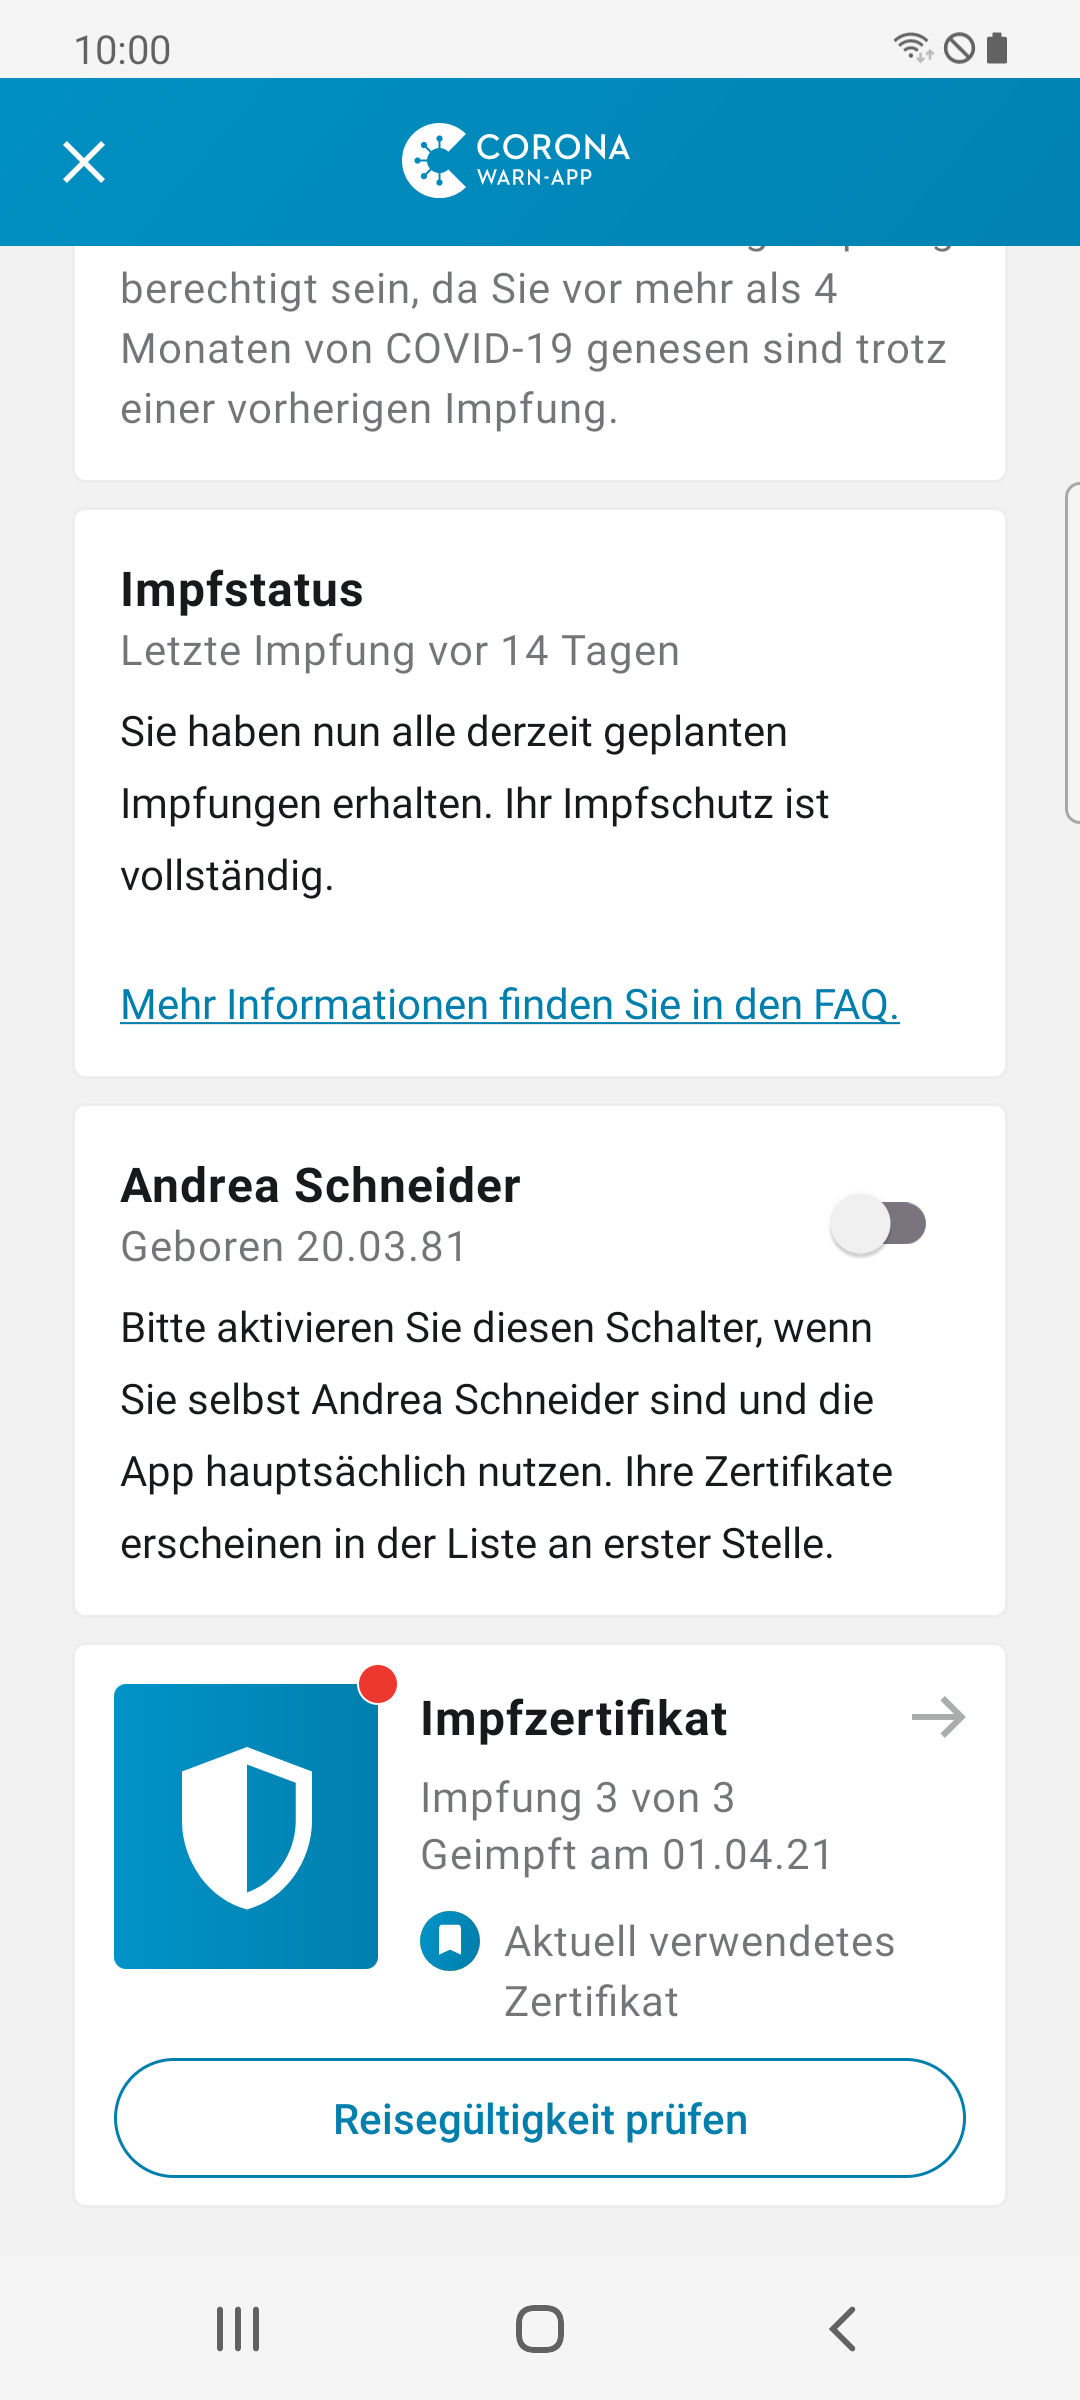 10:00
CORONA
WARN-APP
berechtigt sein, da Sie vor mehr als 4
Monaten von COVID-19 genesen sind trotz
einer vorherigen Impfung.
Impfstatus
Letzte Impfung vor 14 Tagen
Sie haben nun alle derzeit geplanten
Impfungen erhalten. Ihr Impfschutz ist
vollständig.
Mehr Informationen finden Sie in den FAQ.
Andrea Schneider
Geboren 20.03.81
Bitte aktivieren Sie diesen Schalter, wenn
Sie selbst Andrea Schneider sind und die
App hauptsächlich nutzen. Ihre Zertifikate
erscheinen in der Liste an erster Stelle.
Impfzertifikat
Impfung 3 von 3
Geimpft am 01.04.21
Aktuell verwendetes
Zertifikat
Reisegültigkeit prüfen